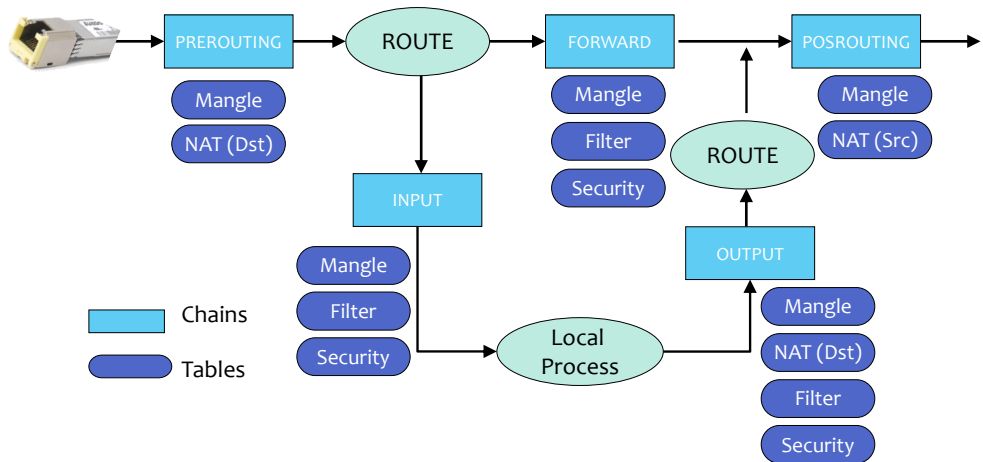 PREROUTING
ROUTE
FORWARD
POSROUTING
Mangle
NAT (Dst)
Mangle
Filter
Security
Mangle
NAT (Src)
ROUTE
INPUT
OUTPUT
Mangle
Filter
Security
Local
Process
Mangle
NAT (Dst)
Filter
Security
Chains
Tables